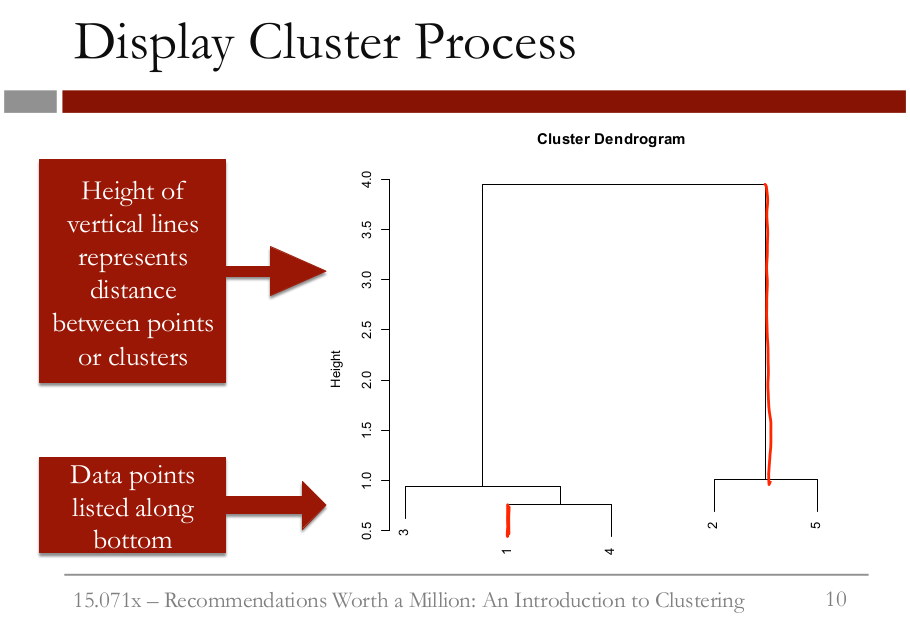 Display Cluster Process
Cluster Dendrogram
Height of
vertical lines
represents
distance
between points
or clusters
Data points
listed along
bottom
Height
4.0
3.5
3.0
2.5
2.0
1.5
1.0
0.5
3
1
4
2
5
15.071x – Recommendations Worth a Million: An Introduction to Clustering
10